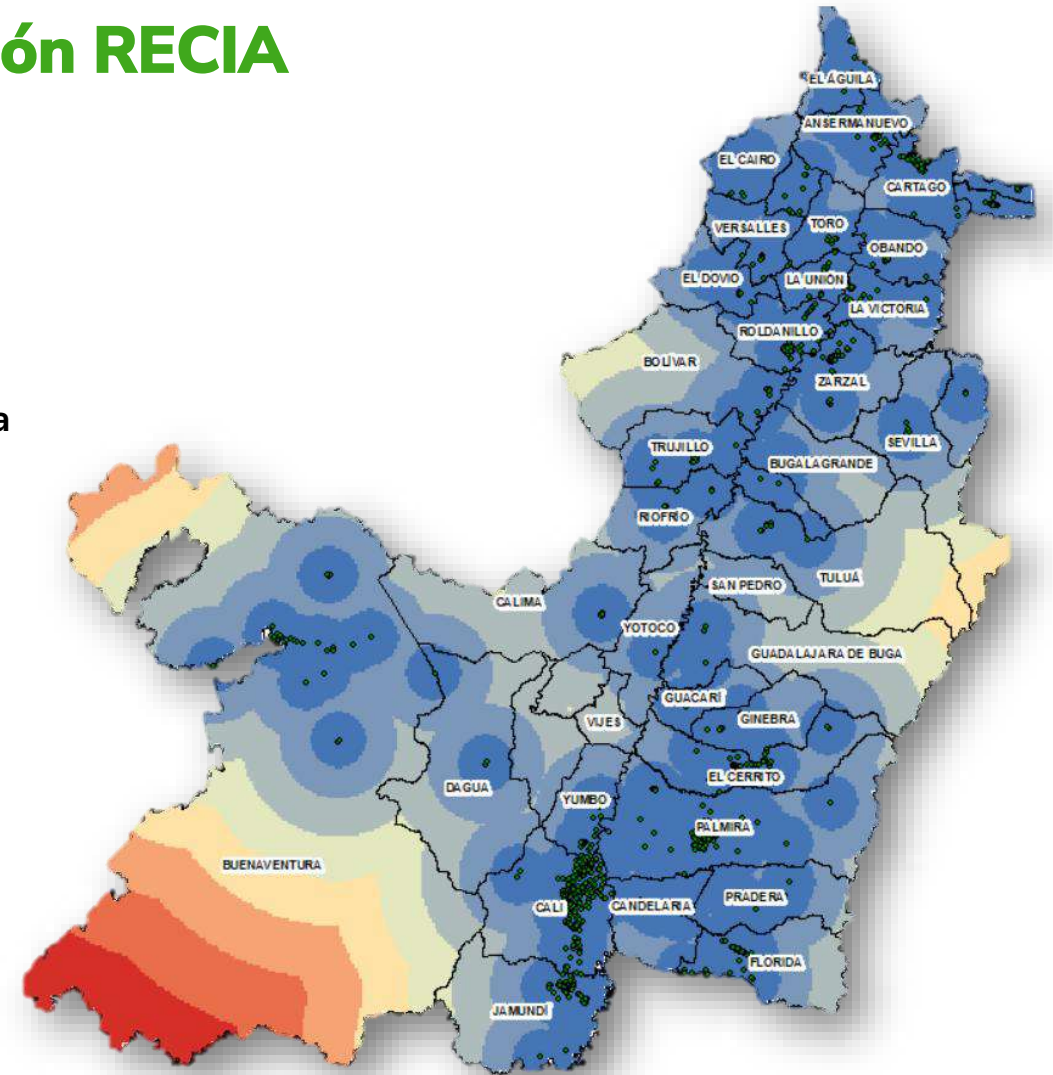 ón RECIA
EL ÁGUILA
ANSERMANUEVO
EL CAIRO
CARTAGO
VERSALLES
TORO
OBANDO
EL DOVIO
LA UNIÓN
LA VICTORIA
ROLDANILLO
BOLÍVAR
ZARZAL
a
TRUJILLO
SEVILLA
BUGALAGRANDE
RIOFRÍO
TULUÁ
SAN PEDRO
CALIMA
YOTOCO
GUADALAJARA DE BUGA
GUACARÍ
VIJES
GINEBRA
EL CERRITO
DAGUA
YUMBO
PALMIRA
BUENAVENTURA
PRADERA
CALI
CANDELARIA
FLORIDA
JAMUNDÍ